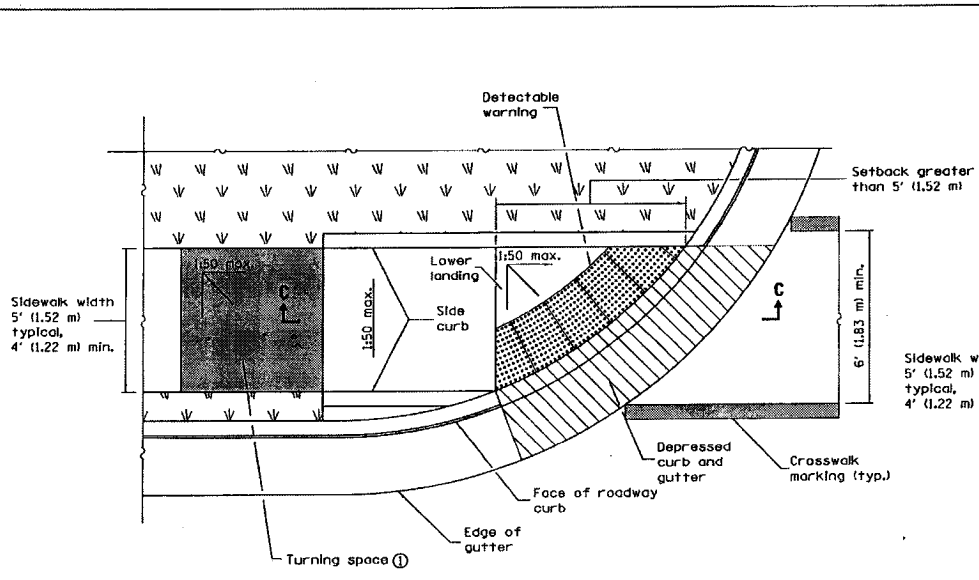 Detectable
warning
Setback greater
than 5' (1.52 m)
1:50 max.
C
Lower
landing
1:50 max.
Side
curb
1:50 max.
C
6' (1.83 m) min.
Sidewalk width
5' (1.52 m)
typical,
4' (1.22 m) min.
Sidewalk w
5' (1.52 m)
typical,
4' (1.22 m)
Depressed
curb and
gutter
Crosswalk
marking (typ.)
Face of roadway
curb
Edge of
gutter
Turning space ①